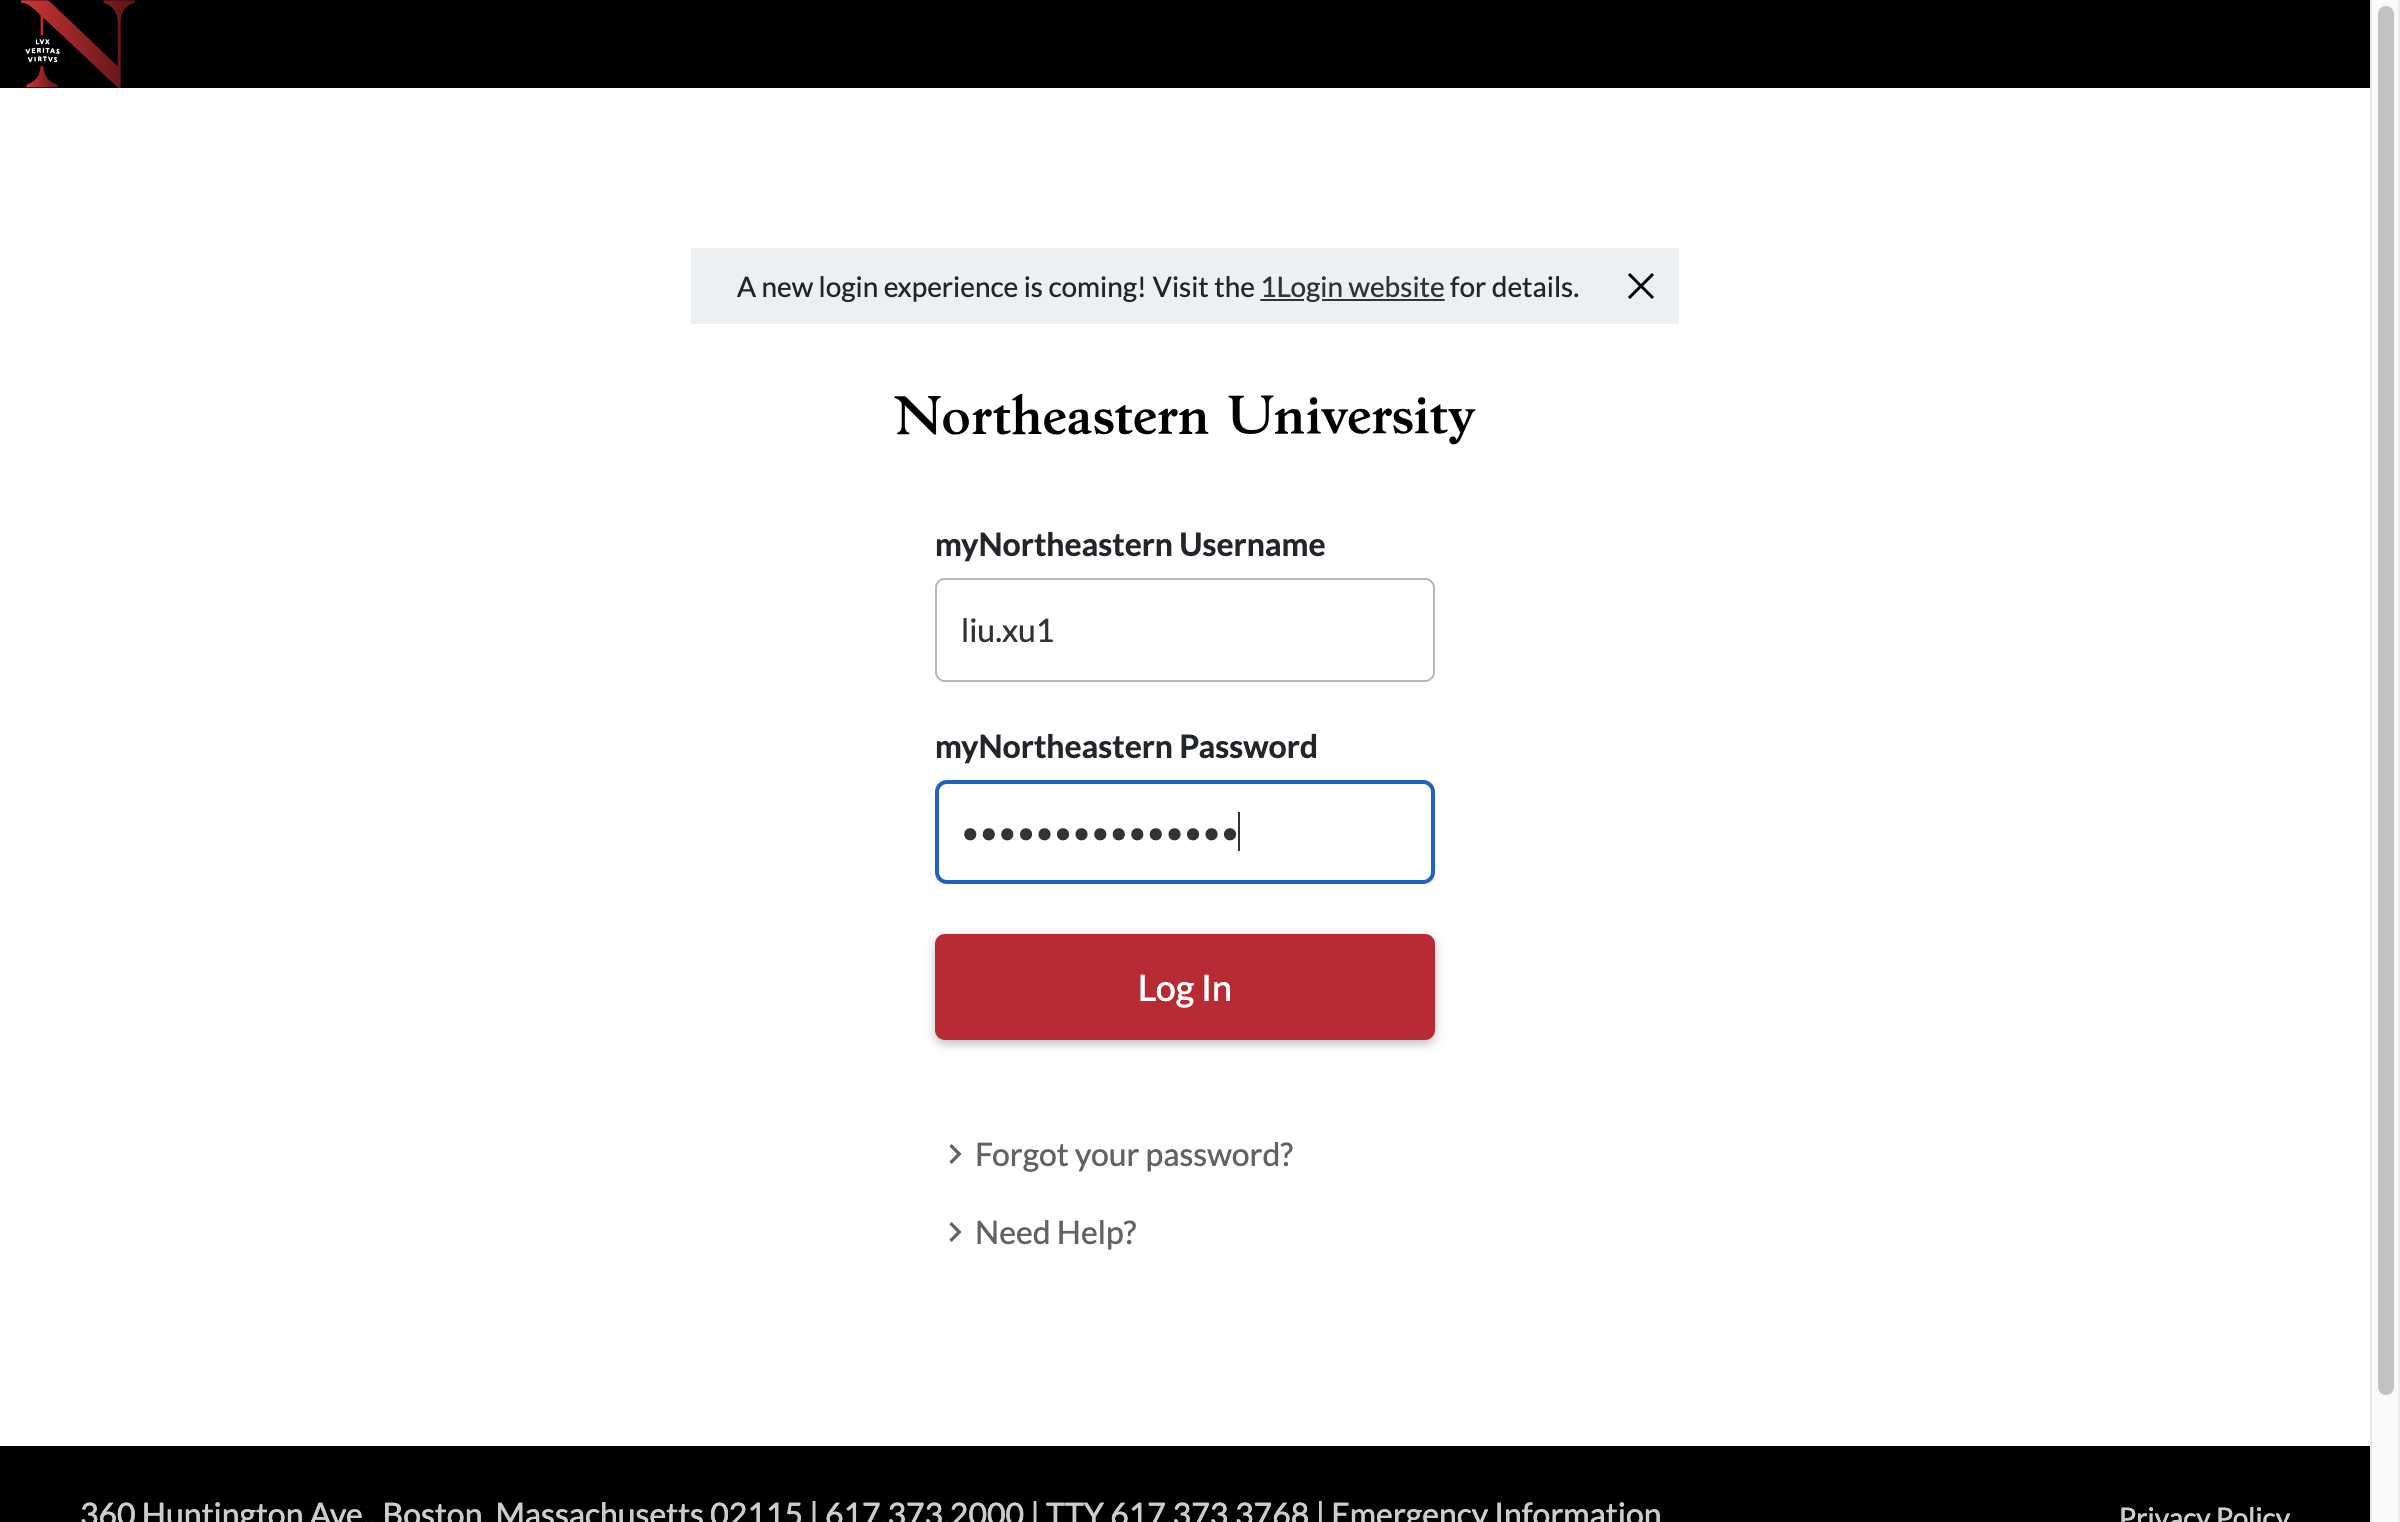 LVX
VERITAS
VIRTVS
A new login experience is coming! Visit the 1Login website for details.
Northeastern University
myNortheastern Username
liu.xu1
myNortheastern Password
•••••••••••••••
Log In
Forgot your password?
Need Help?
360 Huntington Ave., Boston, Massachusetts 02115 | 617.373.2000 | TTY 617.373.3768 | Emergency Information
Privacy Policy